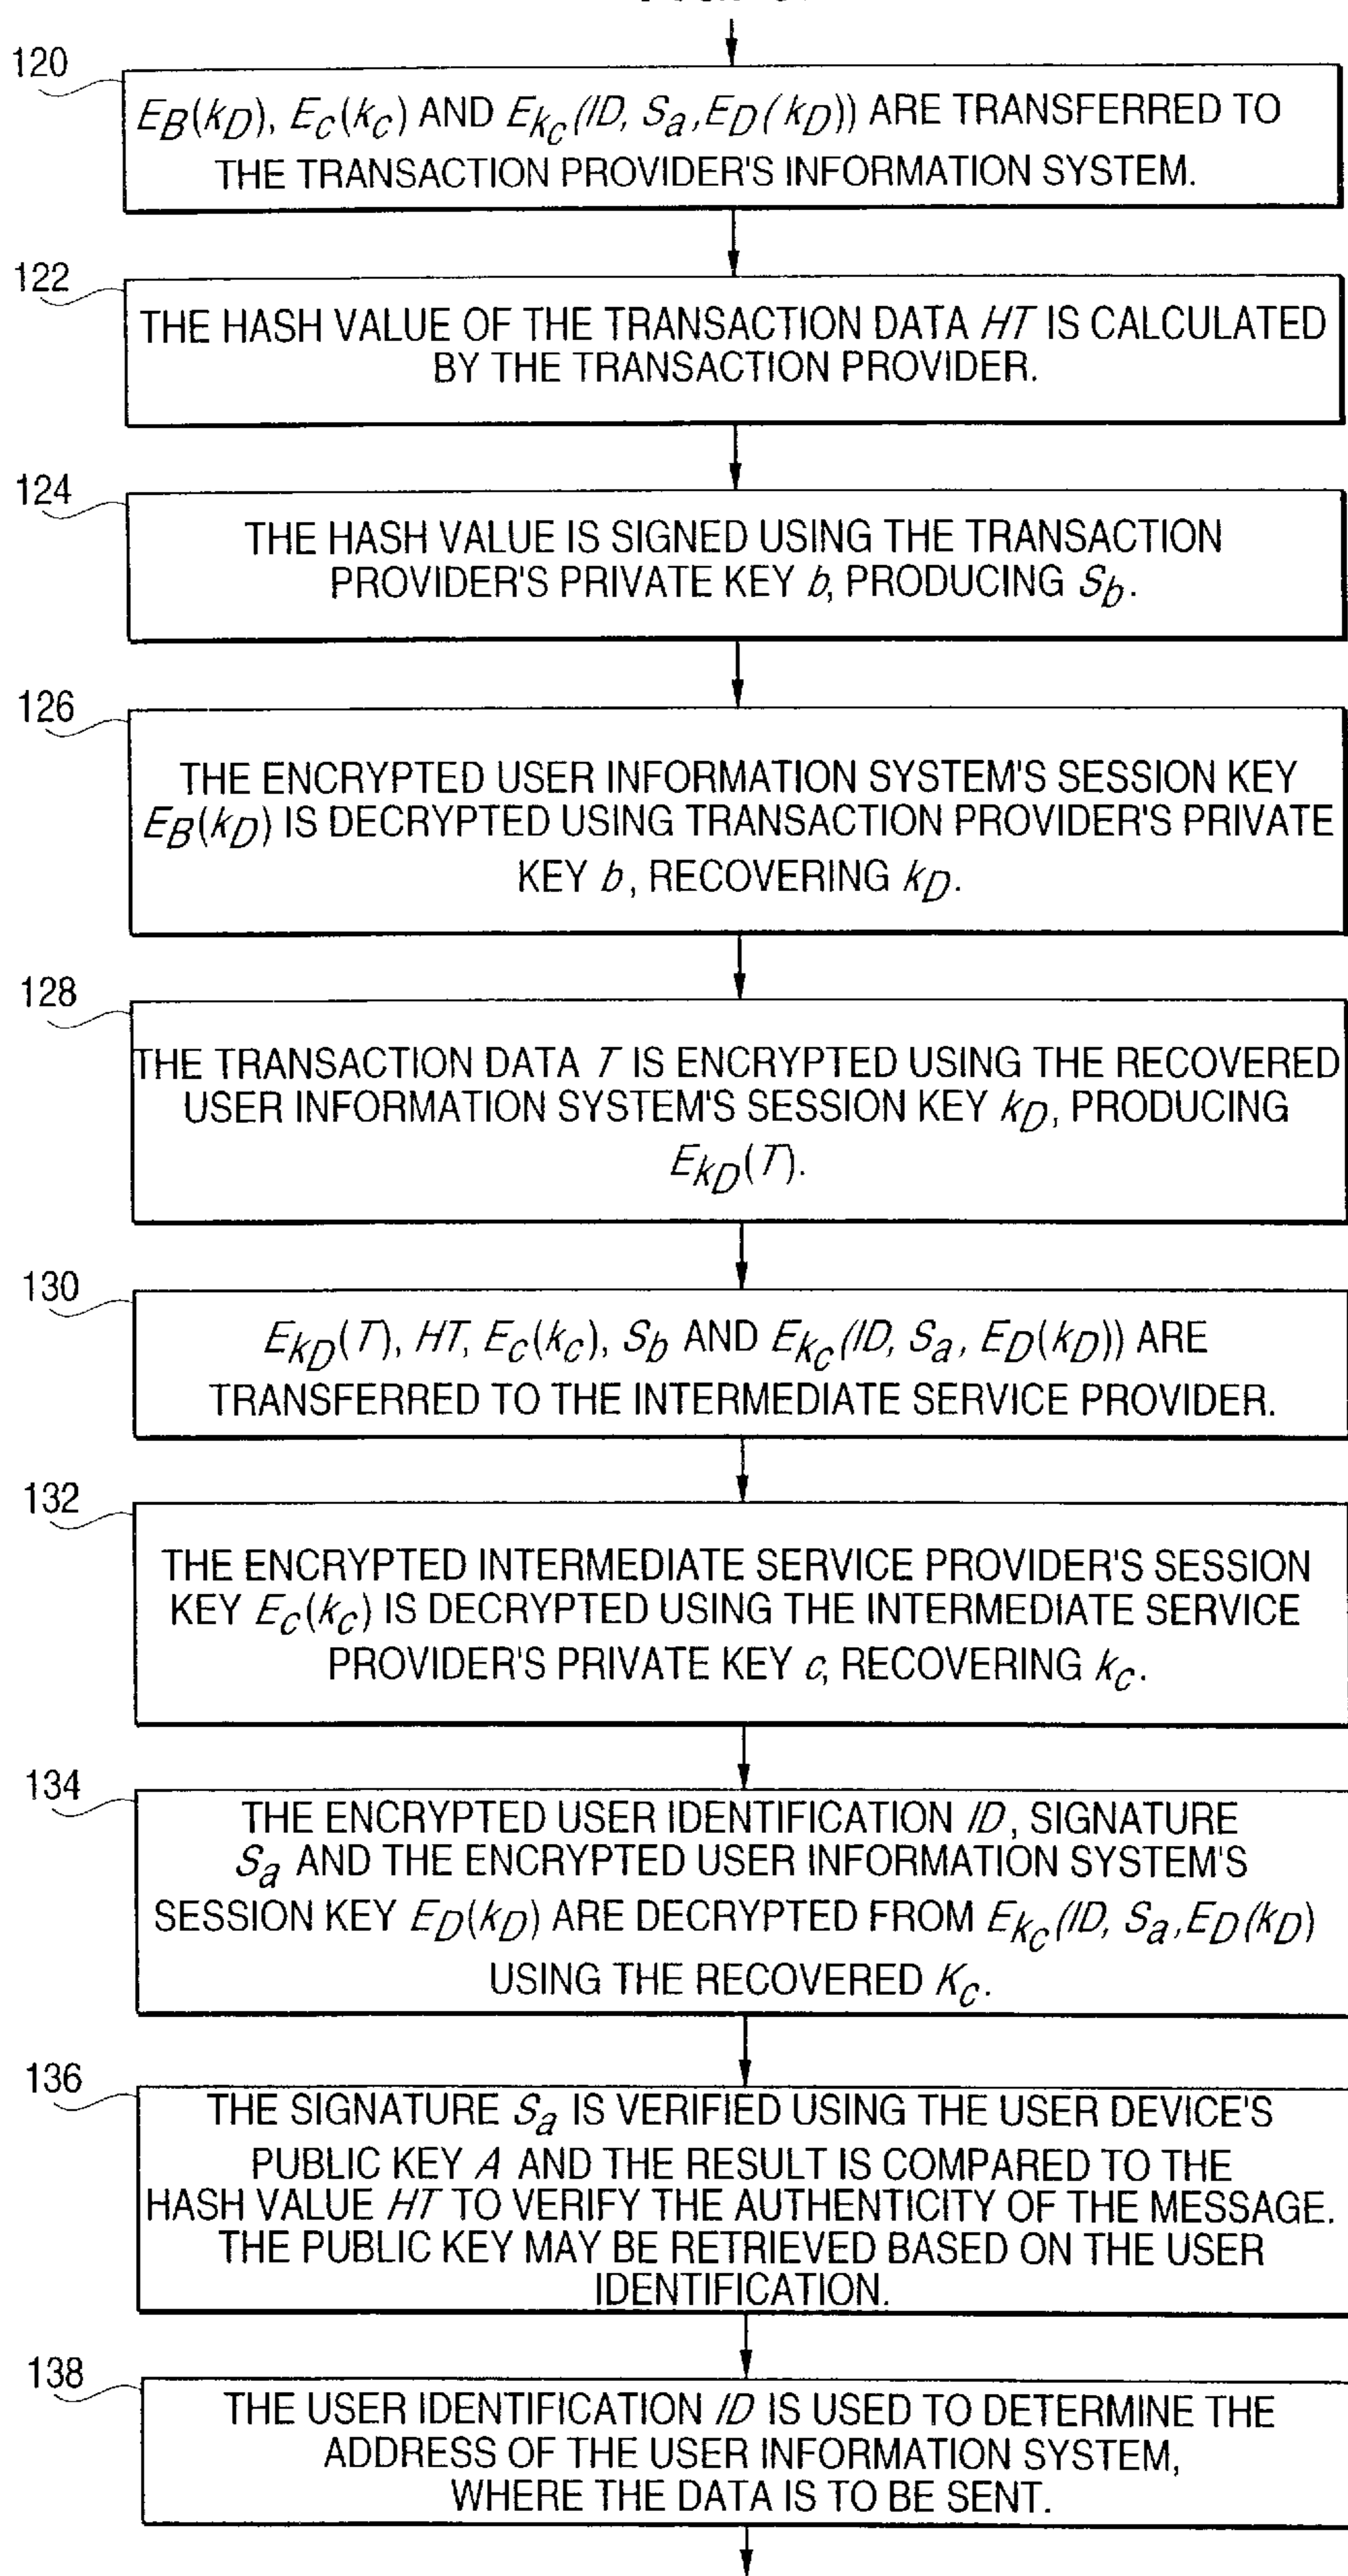 120
E_B(k_D), E_c(k_c) AND E_{k_c}(ID, S_a, E_D(k_D)) ARE TRANSFERRED TO
THE TRANSACTION PROVIDER'S INFORMATION SYSTEM.
122
THE HASH VALUE OF THE TRANSACTION DATA HT IS CALCULATED
BY THE TRANSACTION PROVIDER.
124
THE HASH VALUE IS SIGNED USING THE TRANSACTION
PROVIDER'S PRIVATE KEY b, PRODUCING S_b.
126
THE ENCRYPTED USER INFORMATION SYSTEM'S SESSION KEY
E_B(k_D) IS DECRYPTED USING TRANSACTION PROVIDER'S PRIVATE
KEY b, RECOVERING k_D.
128
THE TRANSACTION DATA T IS ENCRYPTED USING THE RECOVERED
USER INFORMATION SYSTEM'S SESSION KEY k_D, PRODUCING
E_{k_D}(T).
130
E_{k_D}(T), HT, E_c(k_c), S_b AND E_{k_c}(ID, S_a, E_D(k_D)) ARE
TRANSFERRED TO THE INTERMEDIATE SERVICE PROVIDER.
132
THE ENCRYPTED INTERMEDIATE SERVICE PROVIDER'S SESSION
KEY E_c(k_c) IS DECRYPTED USING THE INTERMEDIATE SERVICE
PROVIDER'S PRIVATE KEY c, RECOVERING k_c.
134
THE ENCRYPTED USER IDENTIFICATION ID, SIGNATURE
S_a AND THE ENCRYPTED USER INFORMATION SYSTEM'S
SESSION KEY E_D(k_D) ARE DECRYPTED FROM E_{k_c}(ID, S_a, E_D(k_D)
USING THE RECOVERED K_c.
136
THE SIGNATURE S_a IS VERIFIED USING THE USER DEVICE'S
PUBLIC KEY A AND THE RESULT IS COMPARED TO THE
HASH VALUE HT TO VERIFY THE AUTHENTICITY OF THE MESSAGE.
THE PUBLIC KEY MAY BE RETRIEVED BASED ON THE USER
IDENTIFICATION.
138
THE USER IDENTIFICATION ID IS USED TO DETERMINE THE
ADDRESS OF THE USER INFORMATION SYSTEM,
WHERE THE DATA IS TO BE SENT.